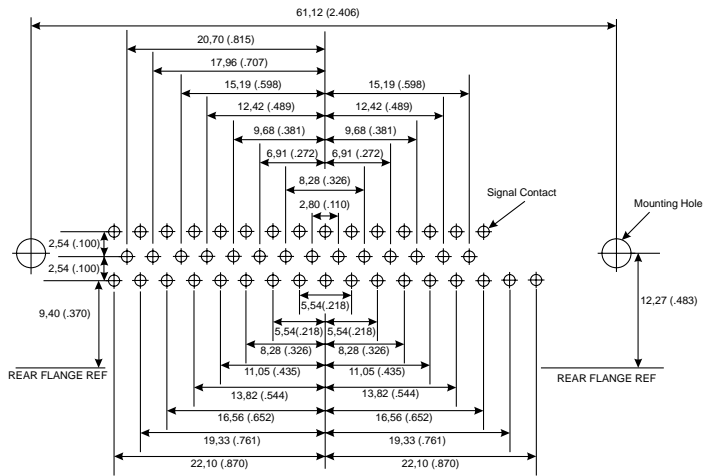 61,12 (2.406)
20,70 (.815)
17,96 (.707)
15,19 (.598) 15,19 (.598)
12,42 (.489) 12,42 (.489)
9,68 (.381) 9,68 (.381)
6,91 (.272) 6,91 (.272)
8,28 (.326)
Signal Contact
2,80 (.110)
Mounting Hole
2,54 (.100)
2,54 (.100)
5,54(.218)
12,27 (.483)
9,40 (.370)
5,54(.218) 5,54(.218)
8,28 (.326) 8,28 (.326)
11,05 (.435) 11,05 (.435)
REAR FLANGE REF REAR FLANGE REF
13,82 (.544) 13,82 (.544)
16,56 (.652) 16,56 (.652)
19,33 (.761) 19,33 (.761)
22,10 (.870) 22,10 (.870)